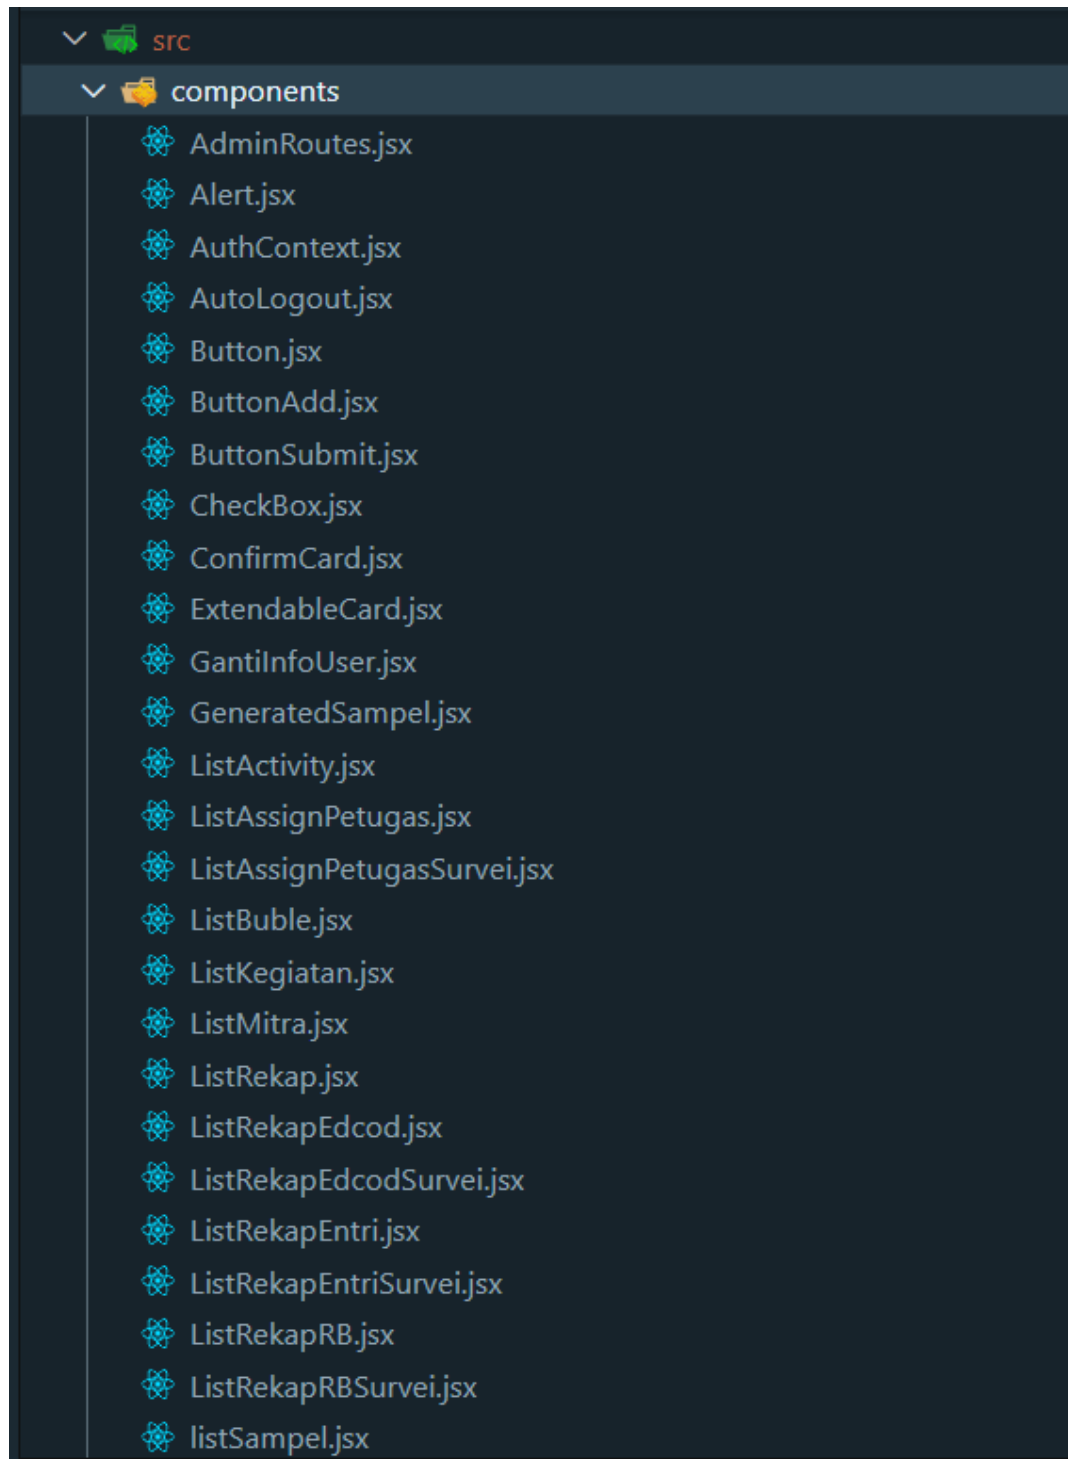 src
components
AdminRoutes.jsx
Alert.jsx
AuthContext.jsx
AutoLogout.jsx
Button.jsx
ButtonAdd.jsx
ButtonSubmit.jsx
CheckBox.jsx
ConfirmCard.jsx
ExtendableCard.jsx
GantiInfoUser.jsx
GeneratedSampel.jsx
ListActivity.jsx
ListAssignPetugas.jsx
ListAssignPetugasSurvei.jsx
ListBuble.jsx
ListKegiatan.jsx
ListMitra.jsx
ListRekap.jsx
ListRekapEdcod.jsx
ListRekapEdcodSurvei.jsx
ListRekapEntri.jsx
ListRekapEntriSurvei.jsx
ListRekapRB.jsx
ListRekapRBSurvei.jsx
listSampel.jsx